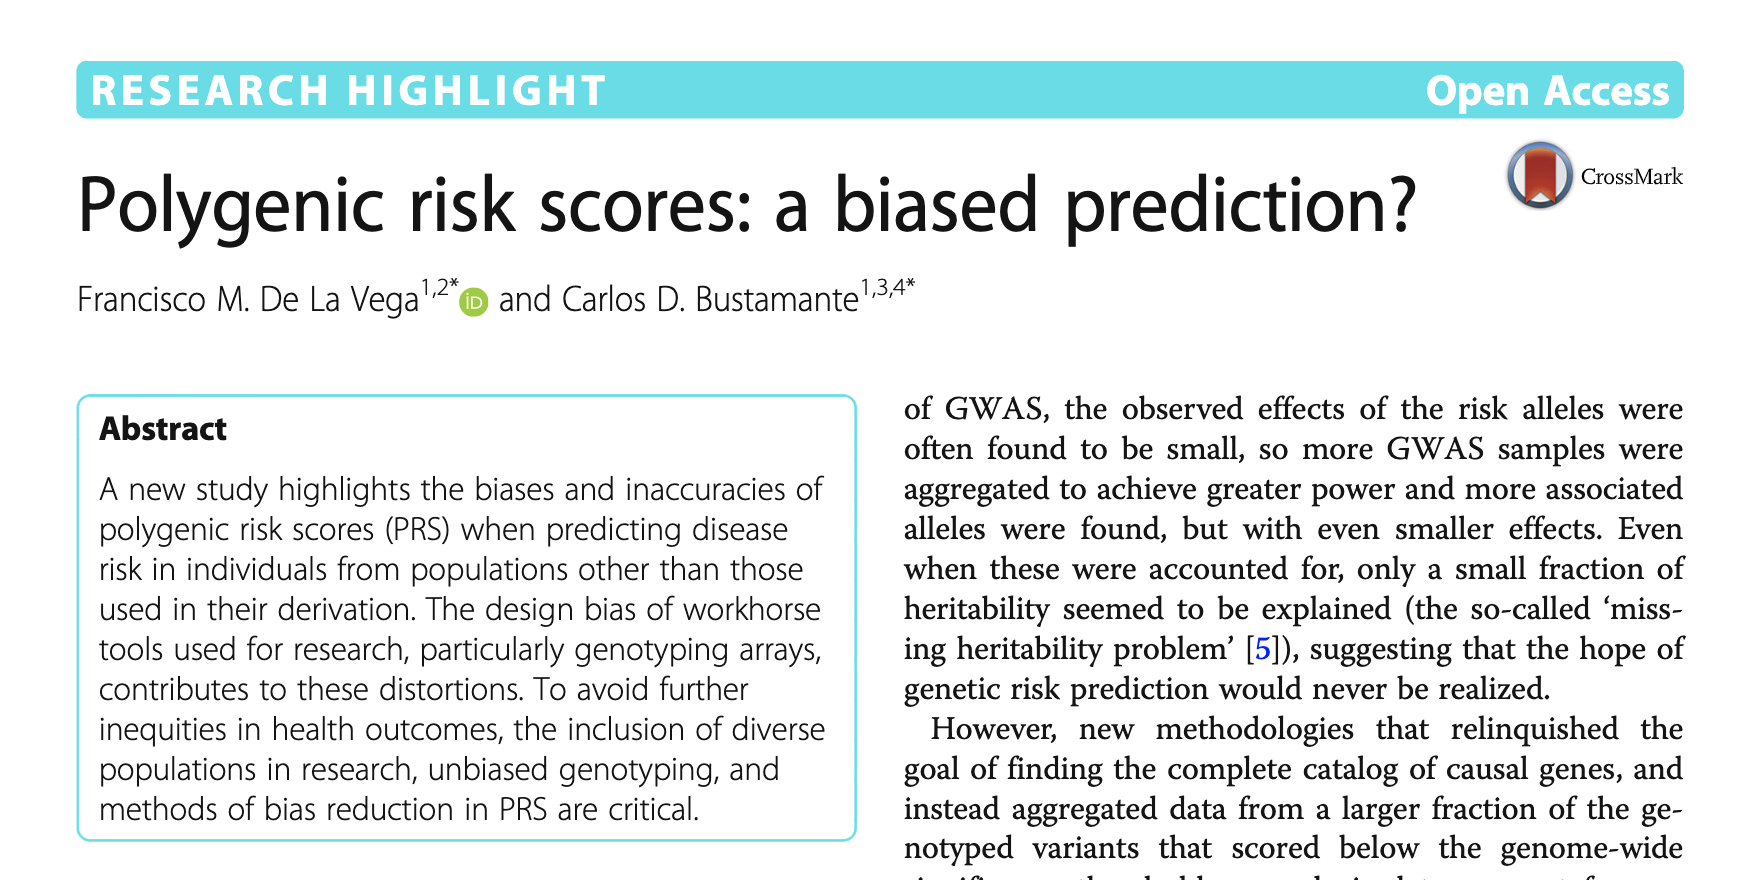 RESEARCH HIGHLIGHT
Open Access
Polygenic risk scores: a biased prediction?
CrossMark
Francisco M. De La Vega1,2* iD and Carlos D. Bustamante1,3,4*
Abstract
A new study highlights the biases and inaccuracies of
polygenic risk scores (PRS) when predicting disease
risk in individuals from populations other than those
used in their derivation. The design bias of workhorse
tools used for research, particularly genotyping arrays,
contributes to these distortions. To avoid further
inequities in health outcomes, the inclusion of diverse
populations in research, unbiased genotyping, and
methods of bias reduction in PRS are critical.
of GWAS, the observed effects of the risk alleles were
often found to be small, so more GWAS samples were
aggregated to achieve greater power and more associated
alleles were found, but with even smaller effects. Even
when these were accounted for, only a small fraction of
heritability seemed to be explained (the so-called ‘miss-
ing heritability problem’ [5]), suggesting that the hope of
genetic risk prediction would never be realized.
However, new methodologies that relinquished the
goal of finding the complete catalog of causal genes, and
instead aggregated data from a larger fraction of the ge-
notyped variants that scored below the genome-wide